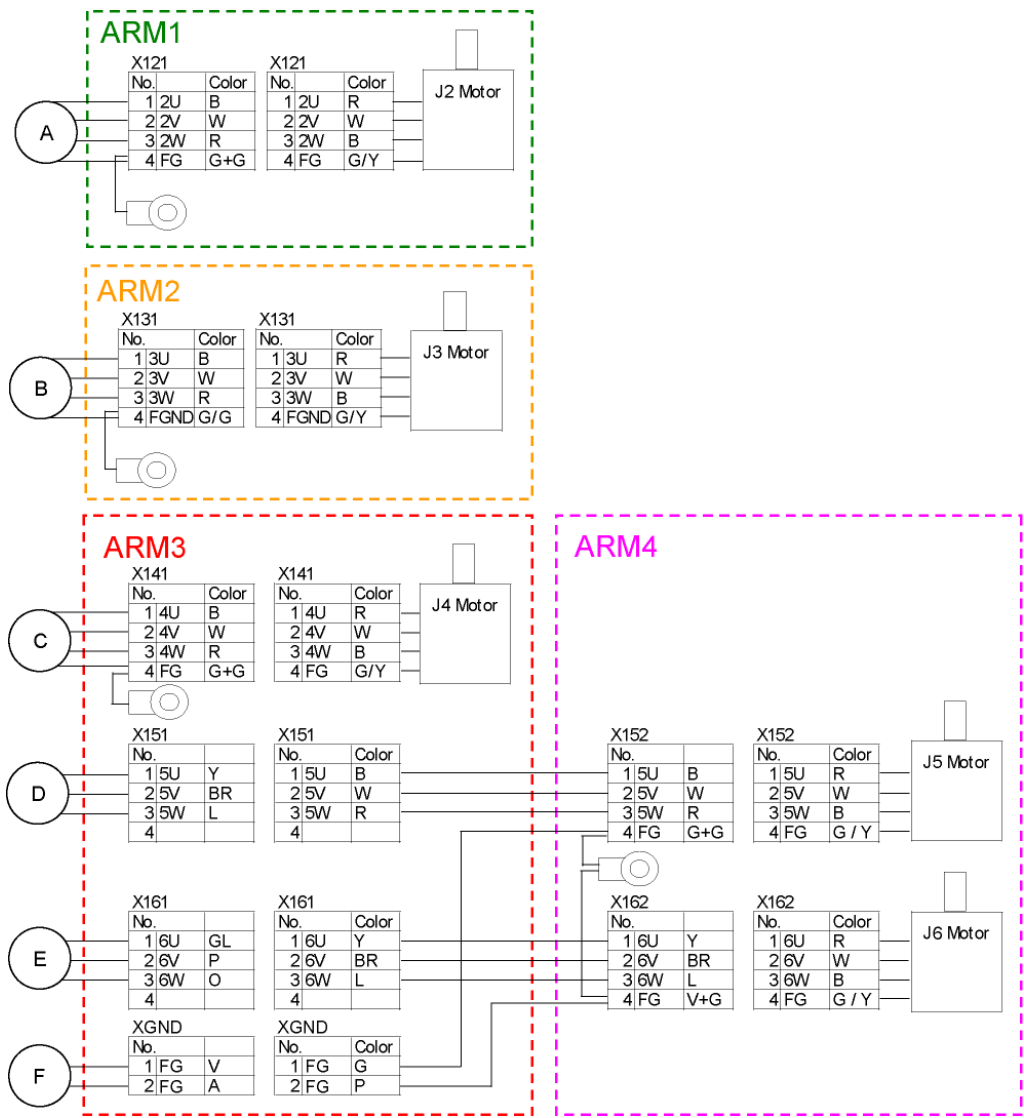 ARM1
X121 X121
No. Color No. Color J2 Motor
1 2U B 1 2U R
A 2 2V W 2 2V W
3 2W R 3 2W B
4 FG G+G 4 FG G/Y
ARM2
X131 X131
No. Color No. Color J3 Motor
1 3U B 1 3U R
B 2 3V W 2 3V W
3 3W R 3 3W B
4 FGND G/G 4 FGND G/Y
ARM3
X141 X141
No. Color No. Color J4 Motor
1 4U B 1 4U R
C 2 4V W 2 4V W
3 4W R 3 4W B
4 FG G+G 4 FG G/Y
X151 X151
No. No. Color
1 5U Y 1 5U B
D 2 5V BR 2 5V W
3 5W L 3 5W R
4 4
X161 X161
No. No. Color
1 6U GL 1 6U Y
E 2 6V P 2 6V BR
3 6W O 3 6W L
4 4
XGND XGND
No. No. Color
F 1 FG V 1 FG G
2 FG A 2 FG P
ARM4
X152 X152
No. No. Color J5 Motor
1 5U B 1 5U R
2 5V W 2 5V W
3 5W R 3 5W B
4 FG G+G 4 FG G / Y
X162 X162
No. No. Color J6 Motor
1 6U Y 1 6U R
2 6V BR 2 6V W
3 6W L 3 6W B
4 FG V+G 4 FG G / Y